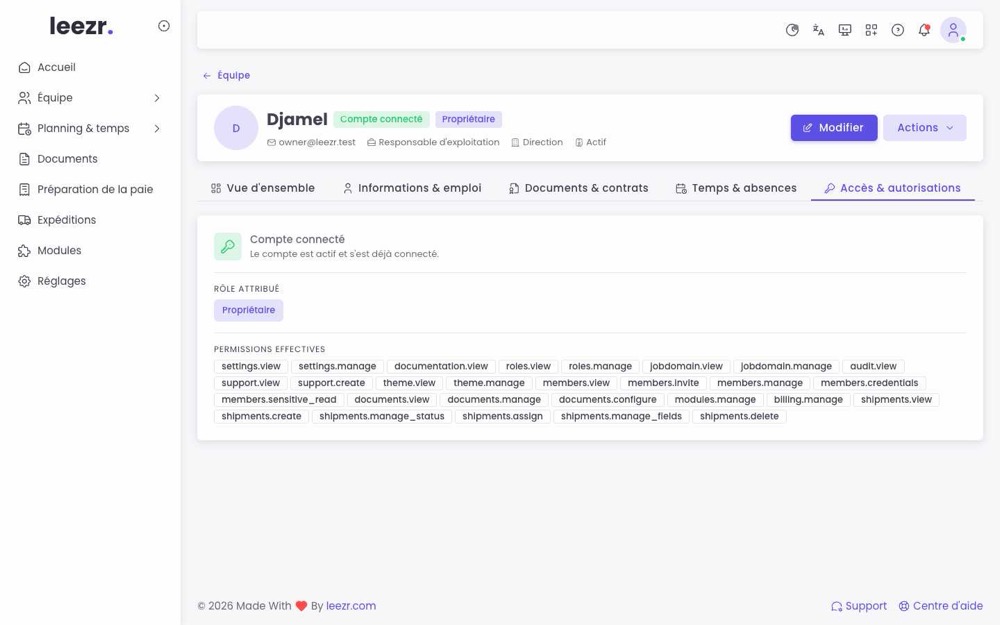 leezr.
Accueil
Équipe
Planning & temps
Documents
Préparation de la paie
Expéditions
Modules
Réglages
Équipe
D
Djamel Compte connecté Propriétaire
owner@leezr.test Responsable d'exploitation Direction Actif
Modifier Actions
Vue d'ensemble Informations & emploi Documents & contrats Temps & absences Accès & autorisations
Compte connecté
Le compte est actif et s'est déjà connecté.
RÔLE ATTRIBUÉ
Propriétaire
PERMISSIONS EFFECTIVES
settings.view settings.manage documentation.view roles.view roles.manage jobdomain.view jobdomain.manage audit.view
support.view support.create theme.view theme.manage members.view members.invite members.manage members.credentials
members.sensitive_read documents.view documents.manage documents.configure modules.manage billing.manage shipments.view
shipments.create shipments.manage_status shipments.assign shipments.manage_fields shipments.delete
© 2026 Made With ❤ By leezr.com Support Centre d'aide